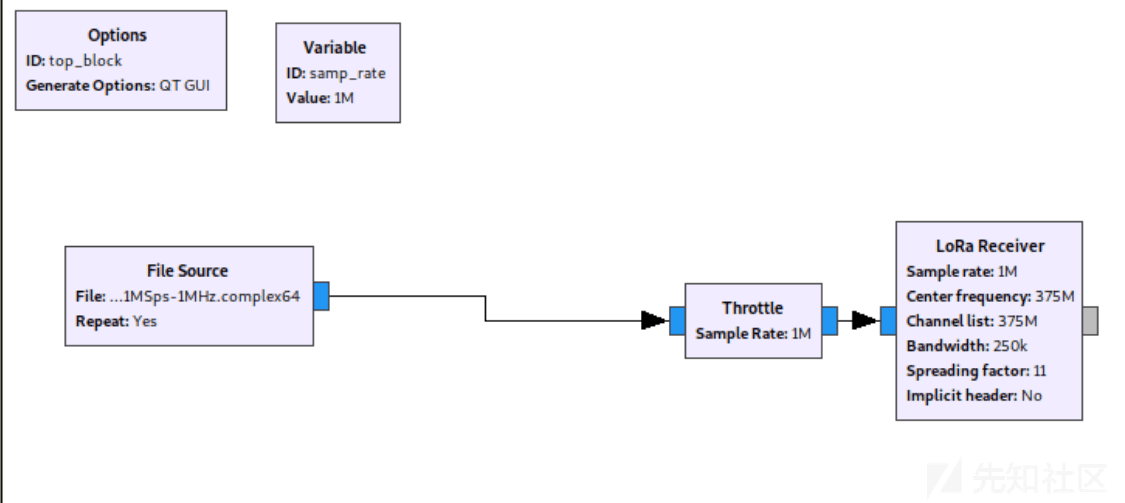 Options
ID: top_block
Generate Options: QT GUI
Variable
ID: samp_rate
Value: 1M
File Source
File: ...1MSps-1MHz.complex64
Repeat: Yes
Throttle
Sample Rate: 1M
LoRa Receiver
Sample rate: 1M
Center frequency: 375M
Channel list: 375M
Bandwidth: 250k
Spreading factor: 11
Implicit header: No
先知社区